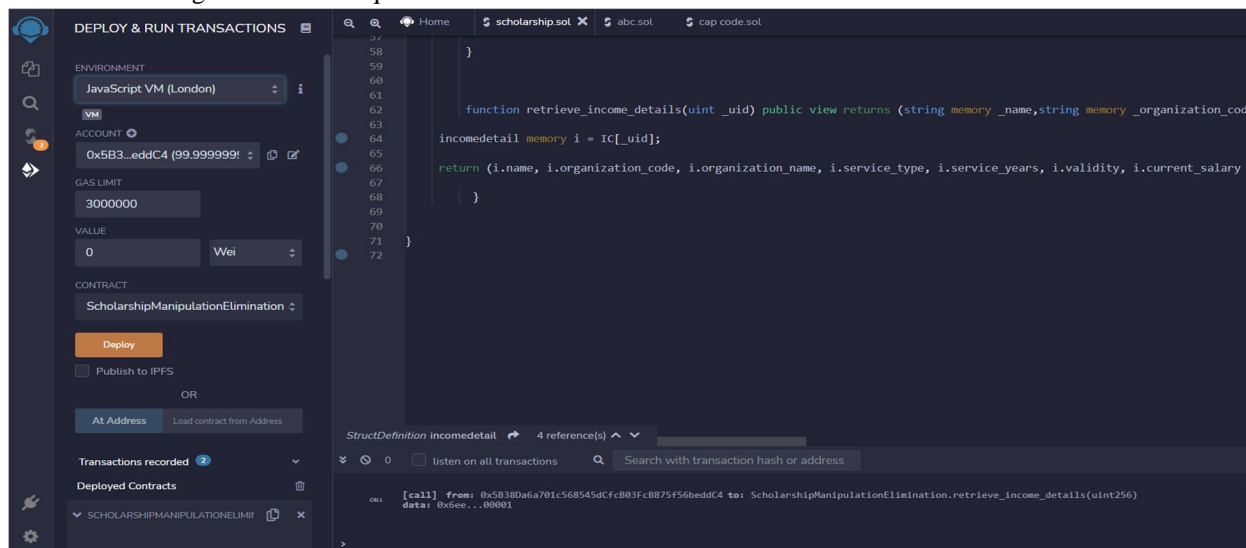 DEPLOY & RUN TRANSACTIONS
ENVIRONMENT
JavaScript VM (London)
VM
ACCOUNT
0x5B3...eddC4 (99.9999999
GAS LIMIT
3000000
VALUE
0 Wei
CONTRACT
ScholarshipManipulationElimination
Deploy
Publish to IPFS
OR
At Address Load contract from Address
Transactions recorded 2
Deployed Contracts
SCHOLARSHIPMANIPULATIONELIMI
Home scholarship.sol abc.sol cap code.sol
57
58 }
59
60
61
62 function retrieve_income_details(uint _uid) public view returns (string memory _name,string memory _organization_cod
63
64 incomedetail memory i = IC[_uid];
65
66 return (i.name, i.organization_code, i.organization_name, i.service_type, i.service_years, i.validity, i.current_salary
67
68 }
69
70
71 }
72
StructDefinition incomedetail 4 reference(s)
0 listen on all transactions Search with transaction hash or address
CALL [call] from: 0x5B38Da6a701c568545dCfcB03FcB875f56beddC4 to: ScholarshipManipulationElimination.retrieve_income_details(uint256)
data: 0x6ee...00001
>